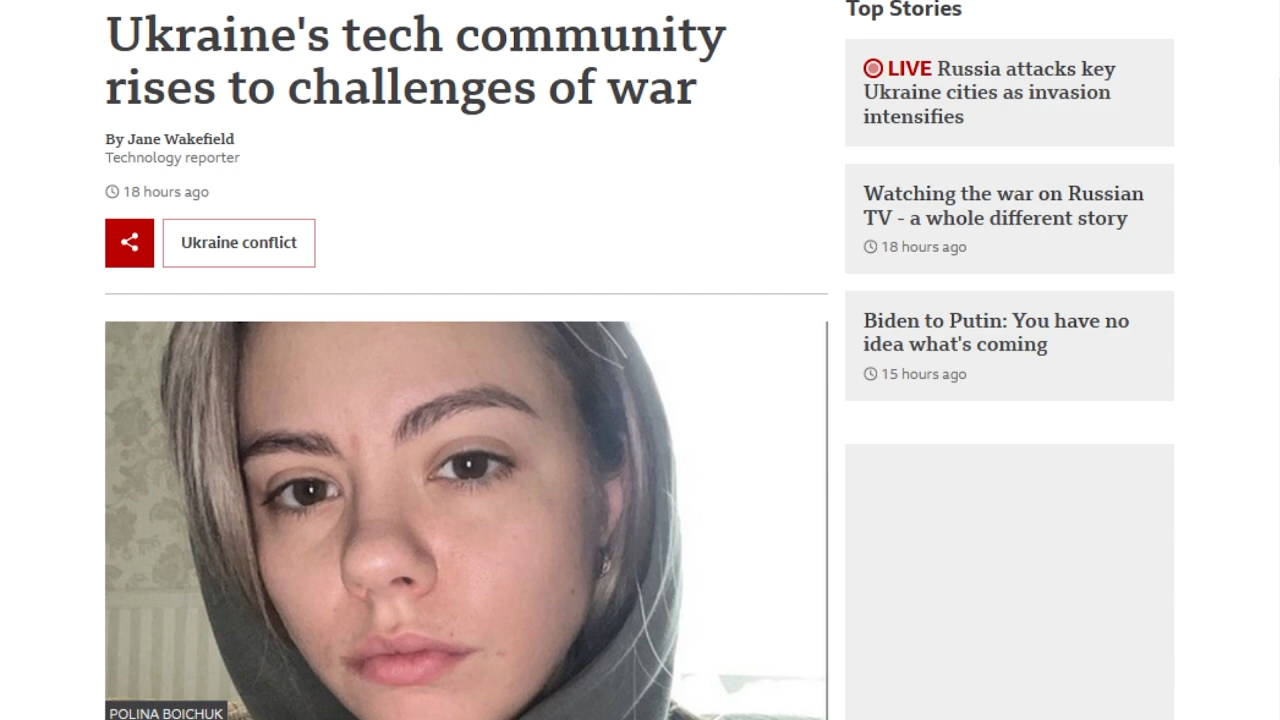 Ukraine's tech community
rises to challenges of war
By Jane Wakefield
Technology reporter
18 hours ago
Ukraine conflict
POLINA BOICHUK
Top Stories
LIVE Russia attacks key
Ukraine cities as invasion
intensifies
Watching the war on Russian
TV - a whole different story
18 hours ago
Biden to Putin: You have no
idea what's coming
15 hours ago